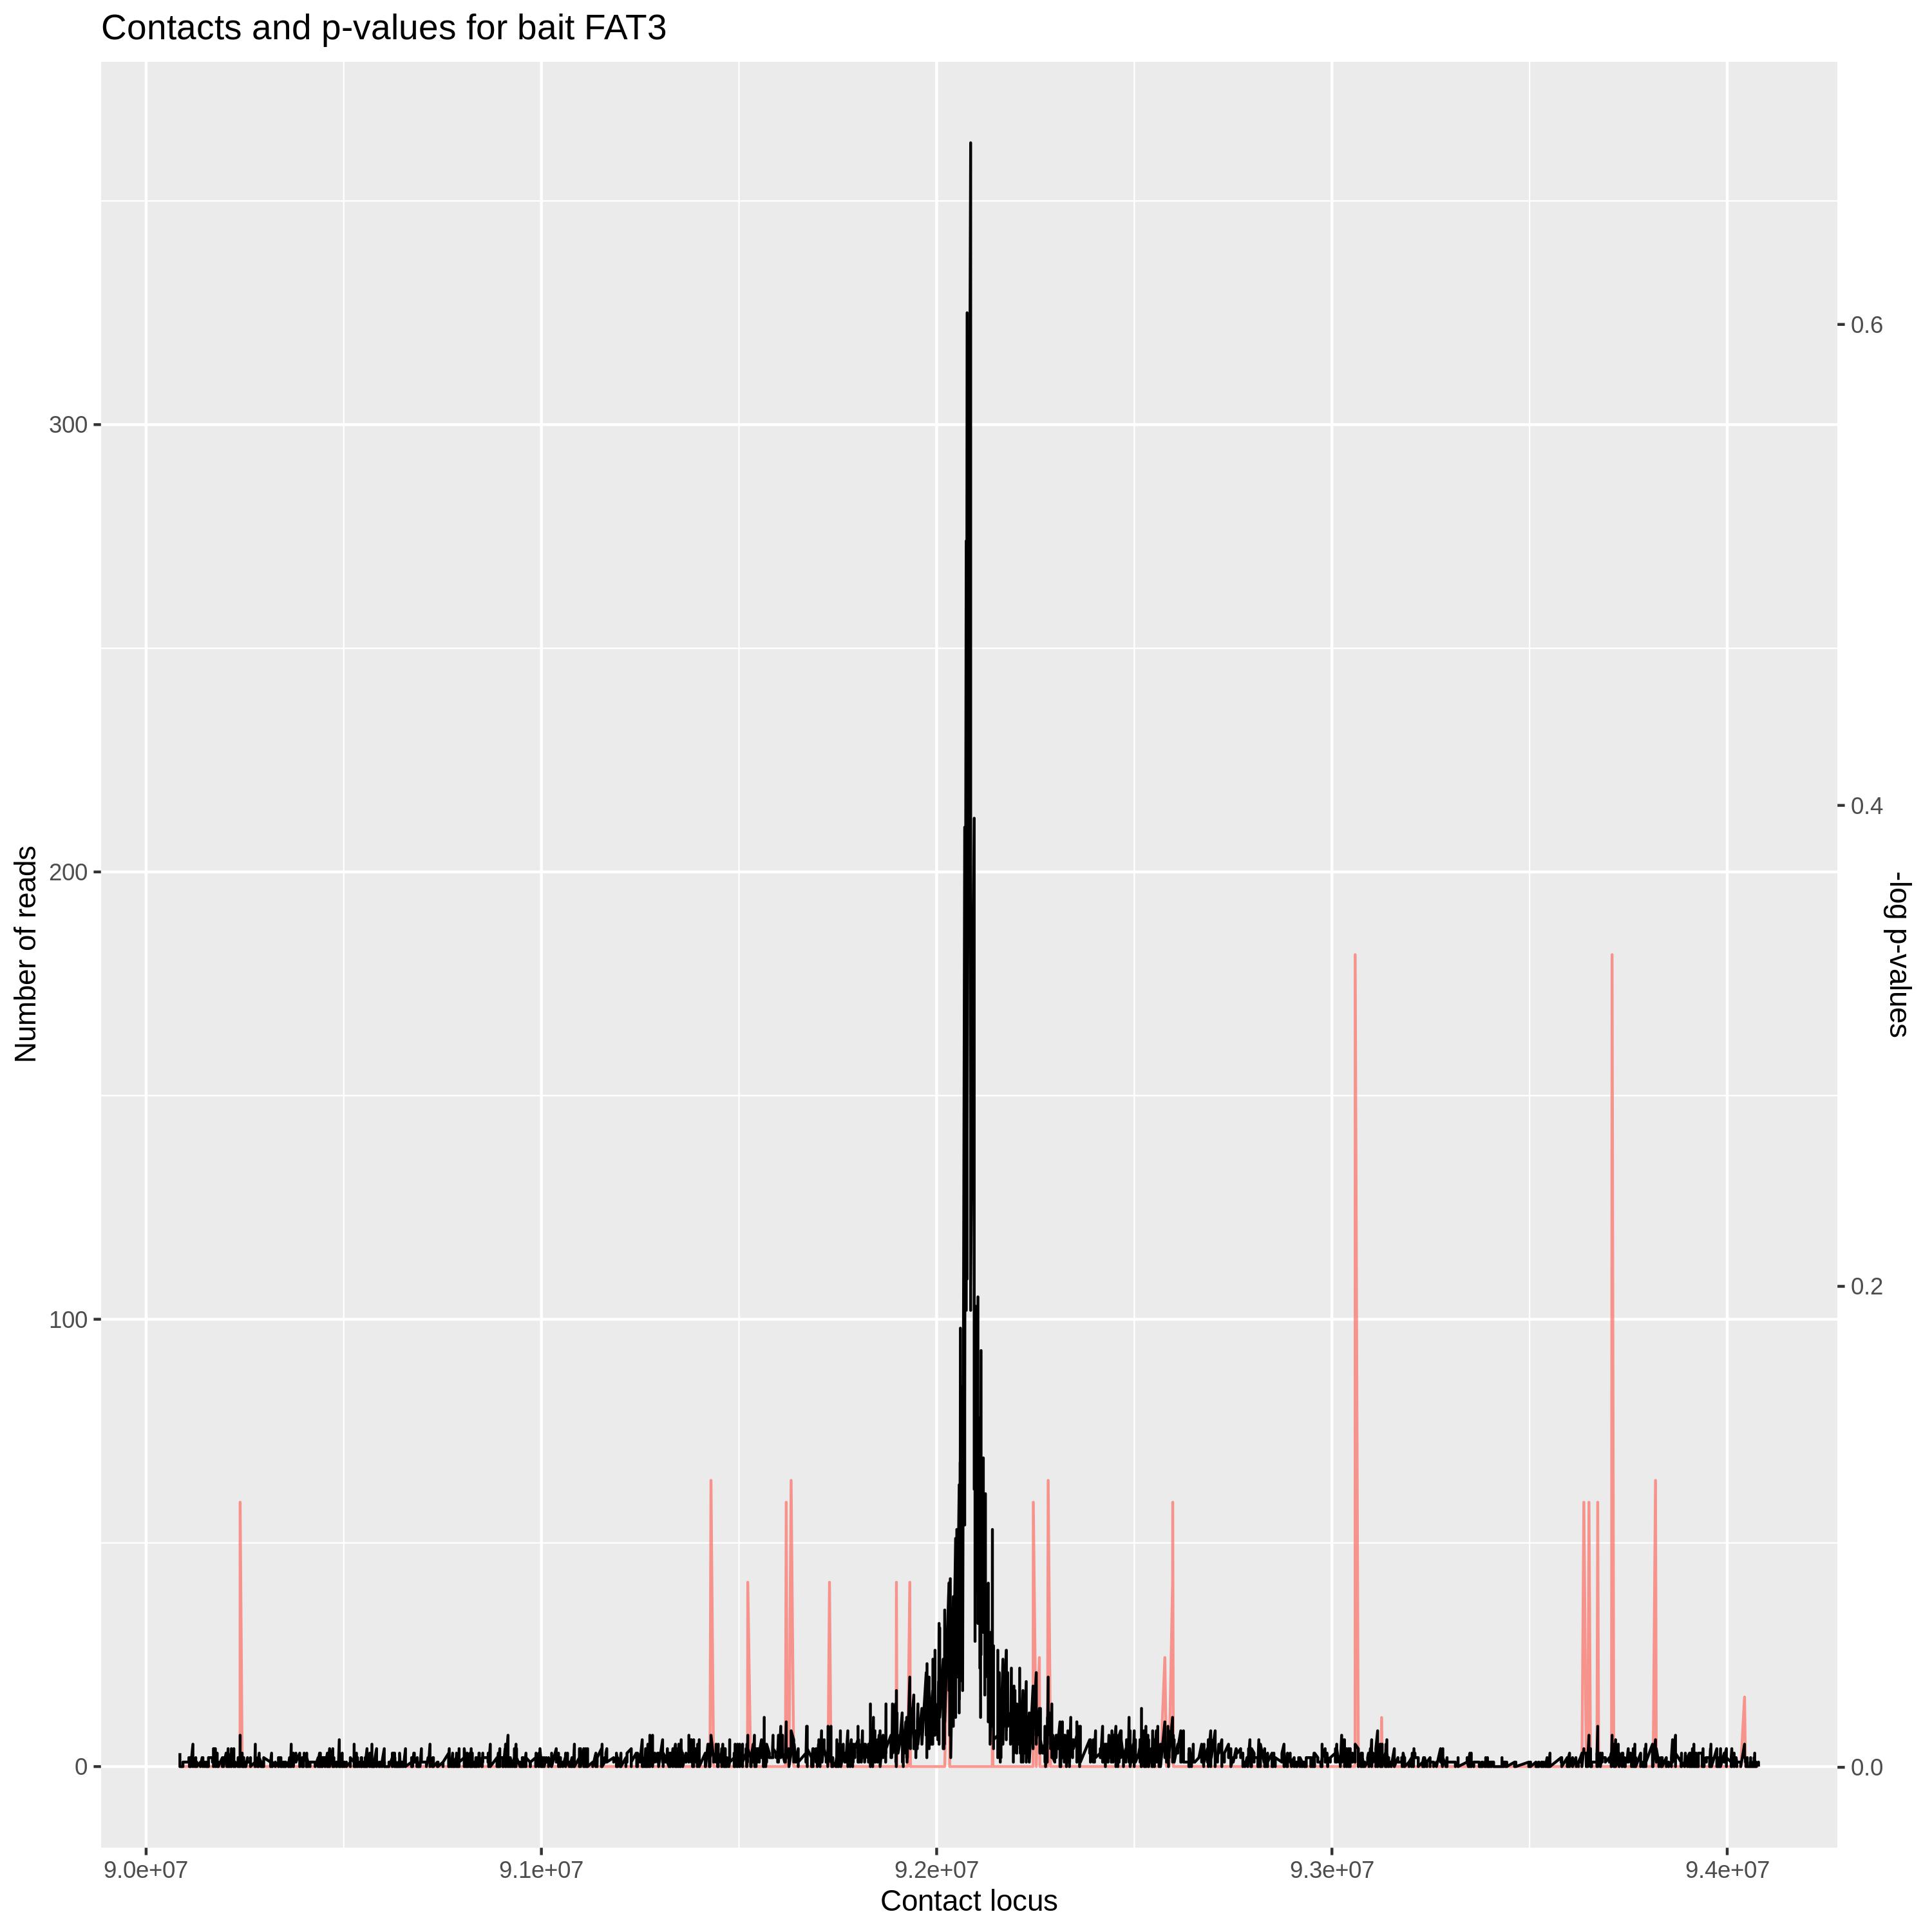 Contacts and p-values for bait FAT3
Number of reads
300
200
100
0
0.6
0.4
0.2
0.0
-log p-values
9.0e+07
9.1e+07
9.2e+07
9.3e+07
9.4e+07
Contact locus